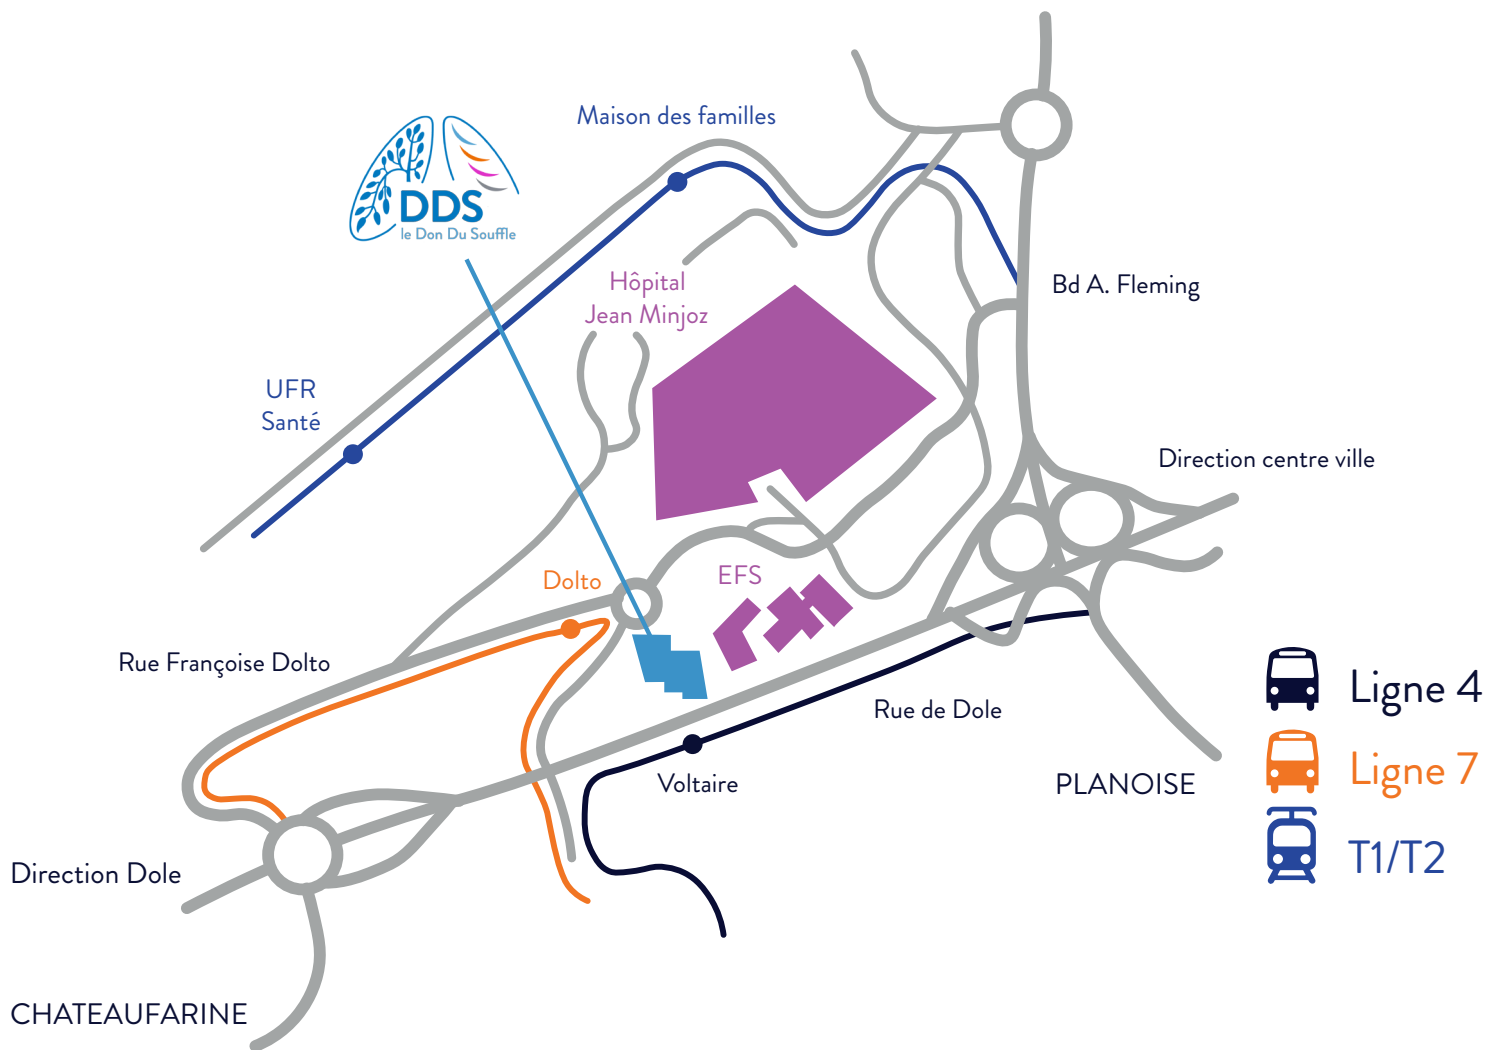 Maison des familles
DDS
le Don Du Souffle
Hôpital
Jean Minjoz
Bd A. Fleming
UFR
Santé
Direction centre ville
Dolto
EFS
Rue Françoise Dolto
Rue de Dole
Ligne 4
Voltaire
PLANOISE
Ligne 7
Direction Dole
T1/T2
CHATEAUFARINE